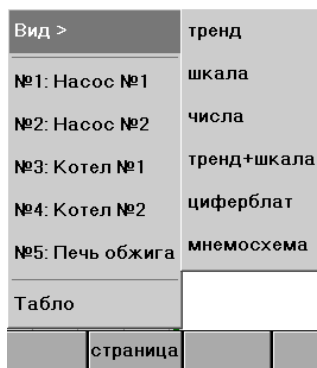 Вид >
№1: Насос №1
№2: Насос №2
№3: Котел №1
№4: Котел №2
№5: Печь обжига
Табло
тренд
шкала
числа
тренд+шкала
циферблат
мнемосхема
страница